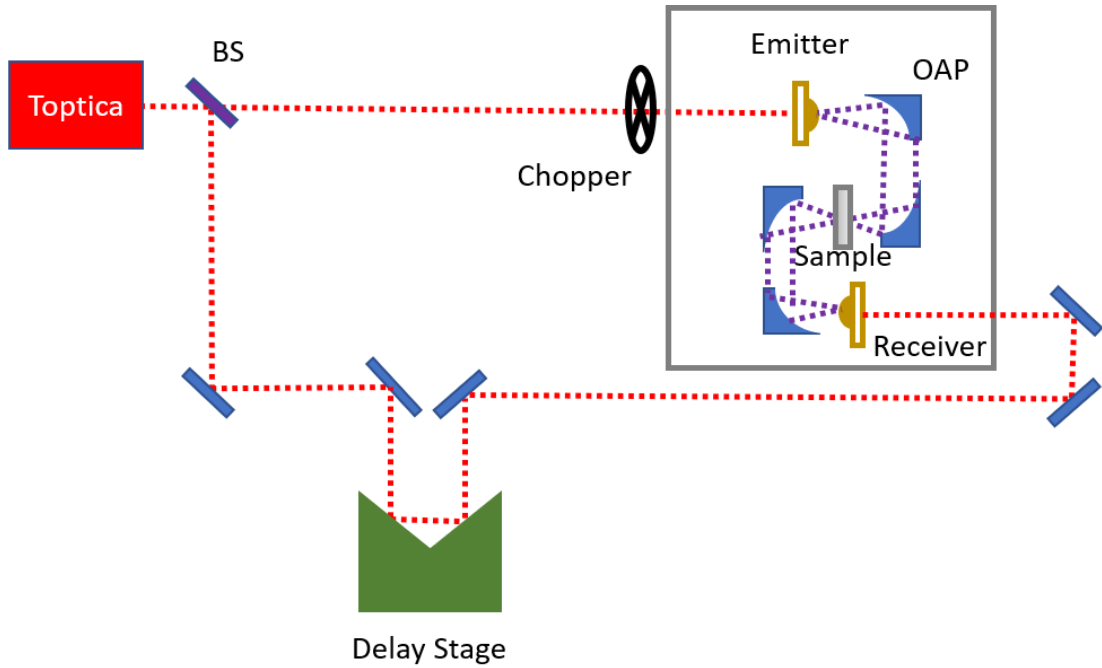 BS
Emitter
OAP
Toptica
Chopper
Sample
Receiver
Delay Stage